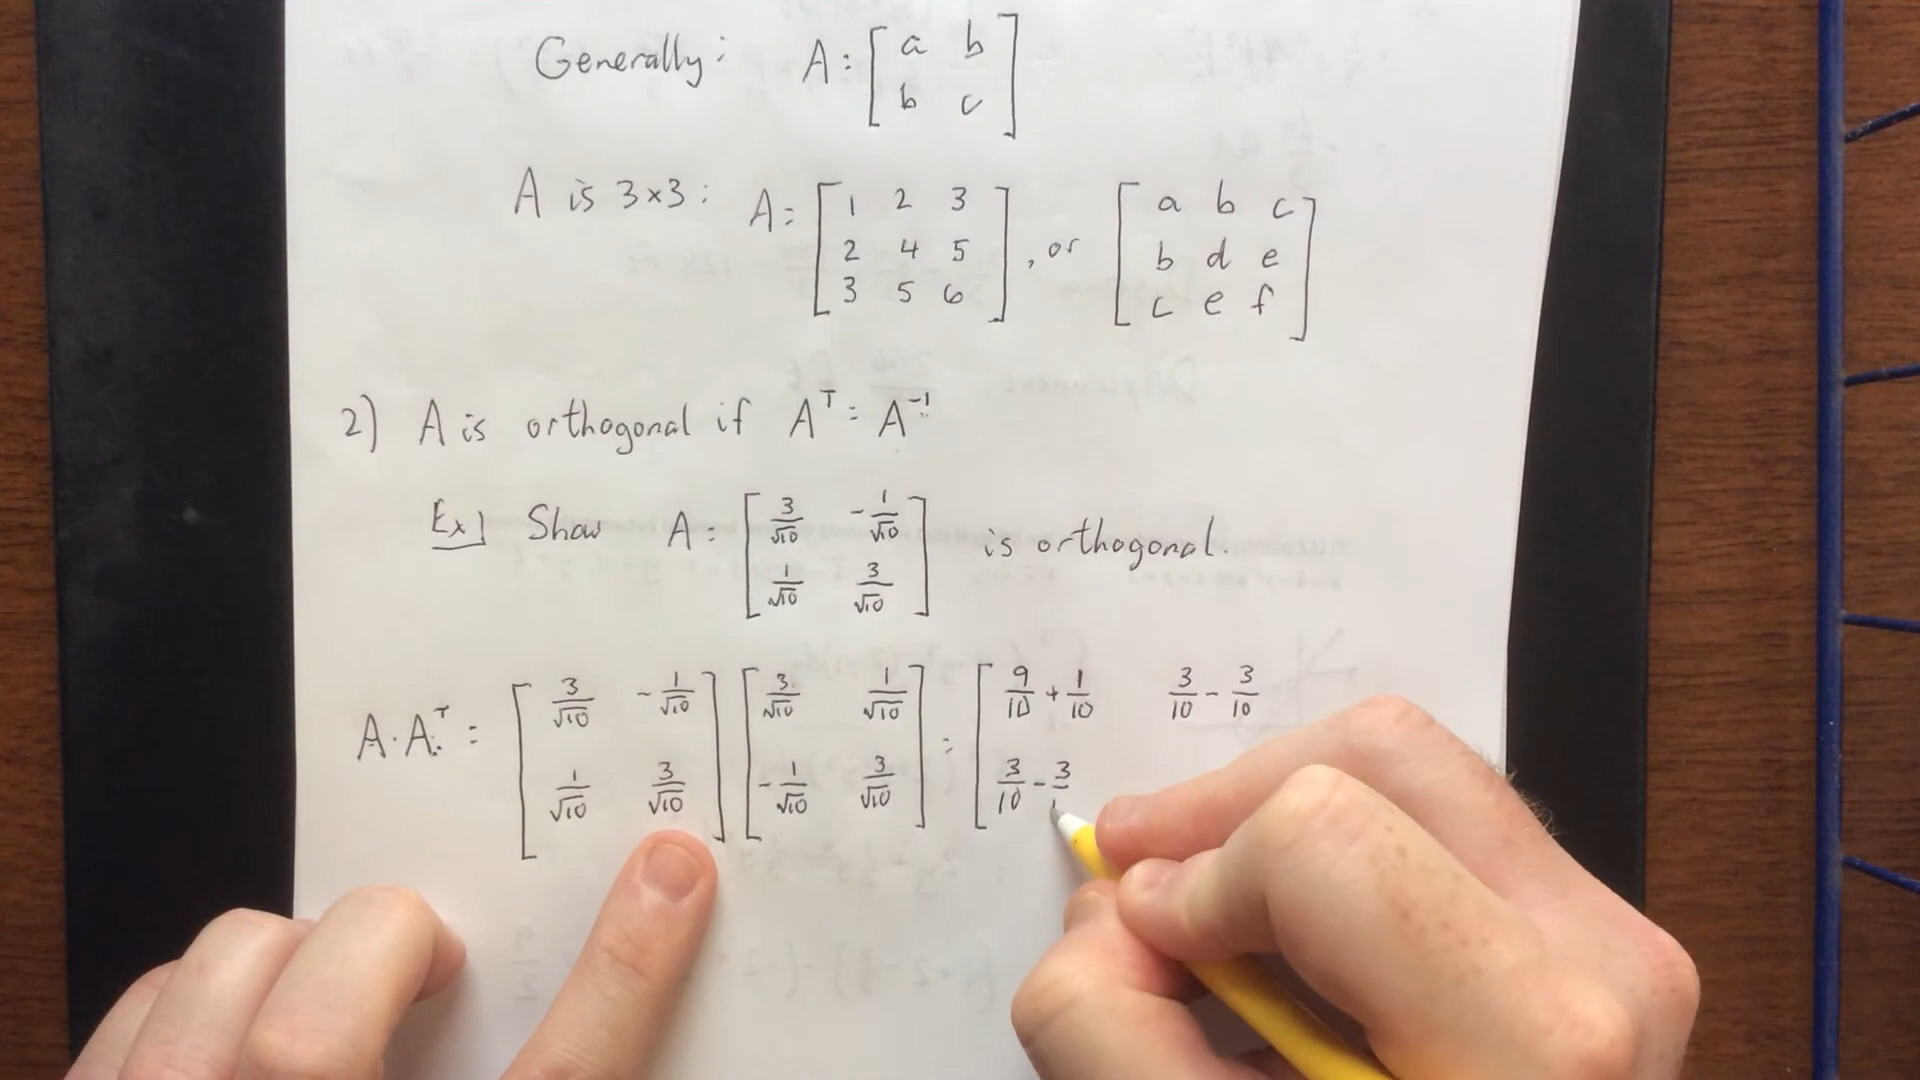 Generally: A = [ a b
b c ]
A is 3×3: A = [ 1 2 3
2 4 5
3 5 6 ], or [ a b c
b d e
c e f ]
2) A is orthogonal if Aᵀ = A⁻¹
Ex] Show A = [ 3/√10 -1/√10
1/√10 3/√10 ] is orthogonal.
A·Aᵀ = [ 3/√10 -1/√10
1/√10 3/√10 ] [ 3/√10 1/√10
-1/√10 3/√10 ] = [ 9/10 + 1/10 3/10 - 3/10
3/10 - 3/1